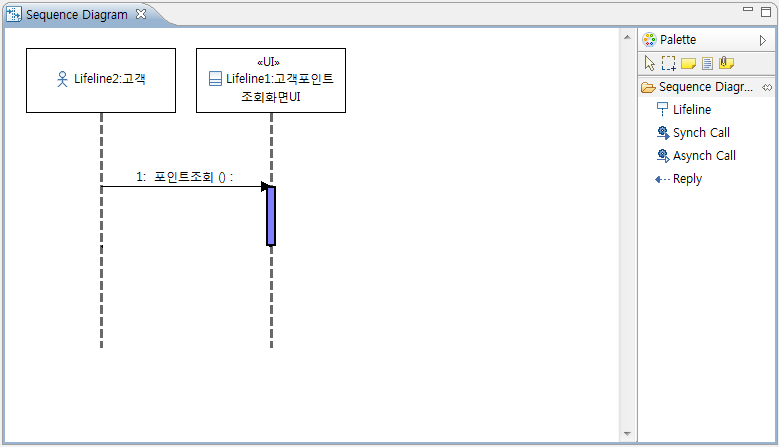 Sequence Diagram
Lifeline2:고객
«UI»
Lifeline1:고객포인트
조회화면UI
1: 포인트조회 () :
Palette
Sequence Diagr...
Lifeline
Synch Call
Asynch Call
Reply